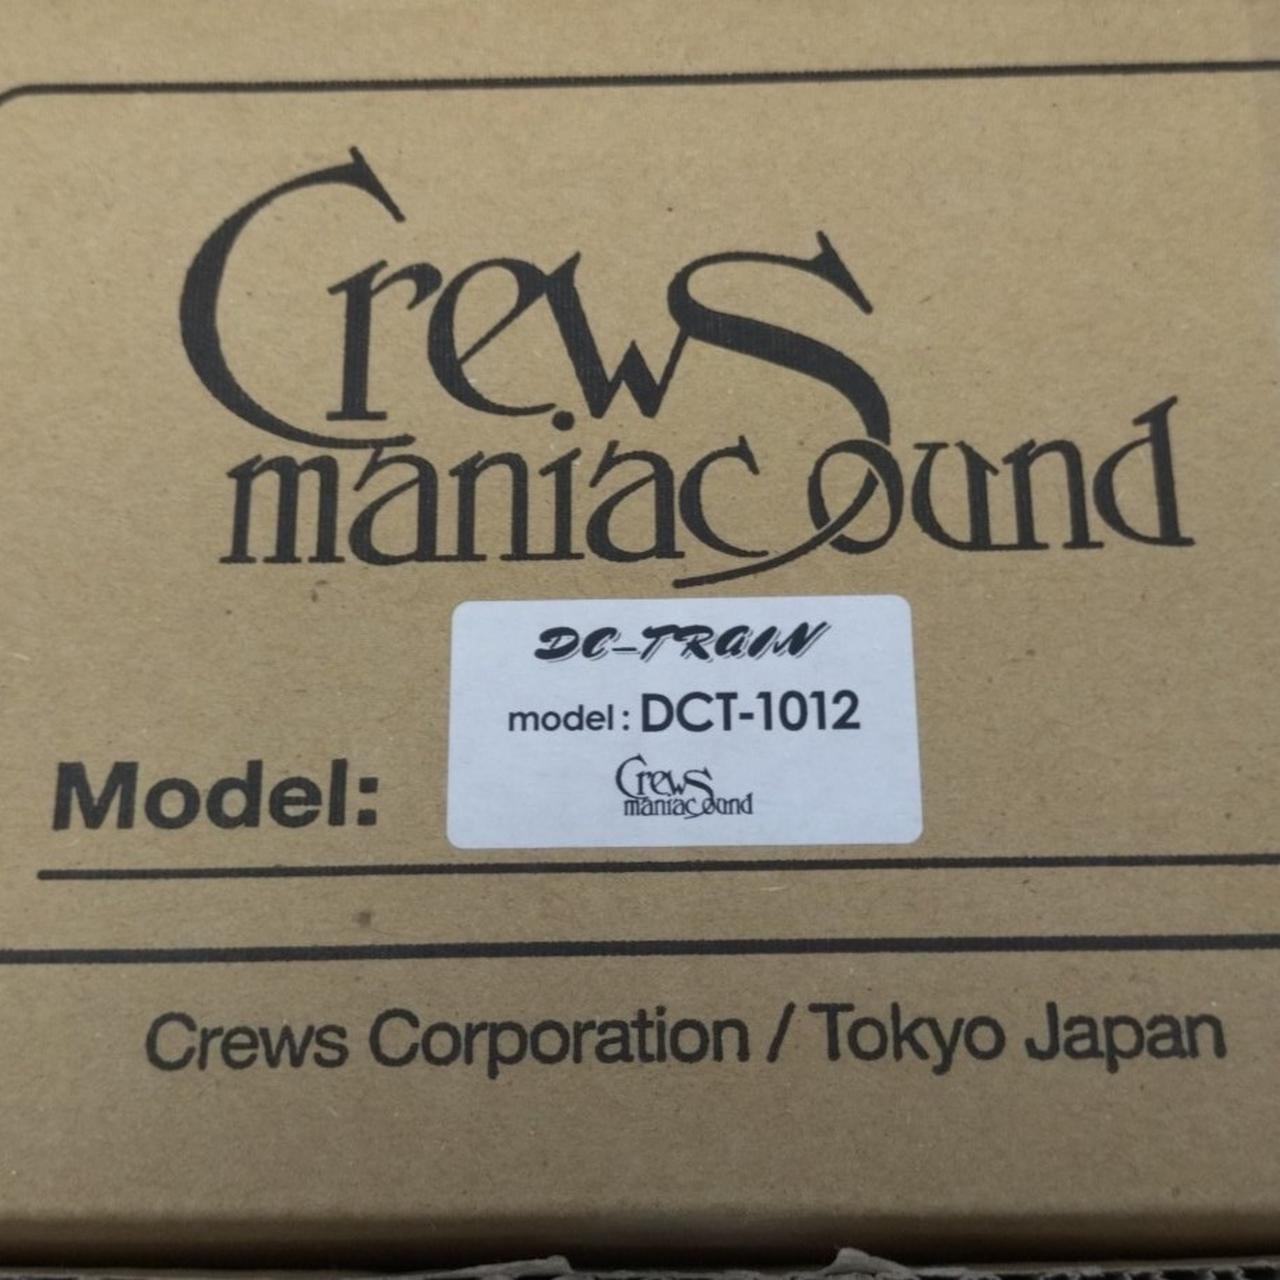 Crews
maniac Sound
DC-TRAIN
model: DCT-1012
Crews
maniac Sound
Model:
Crews Corporation / Tokyo Japan